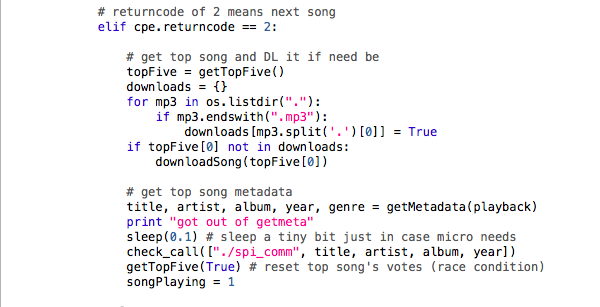 # returncode of 2 means next song
elif cpe.returncode == 2:
# get top song and DL it if need be
topFive = getTopFive()
downloads = {}
for mp3 in os.listdir("."):
if mp3.endswith(".mp3"):
downloads[mp3.split('.')[0]] = True
if topFive[0] not in downloads:
downloadSong(topFive[0])
# get top song metadata
title, artist, album, year, genre = getMetadata(playback)
print "got out of getmeta"
sleep(0.1) # sleep a tiny bit just in case micro needs
check_call(["./spi_comm", title, artist, album, year])
getTopFive(True) # reset top song's votes (race condition)
songPlaying = 1